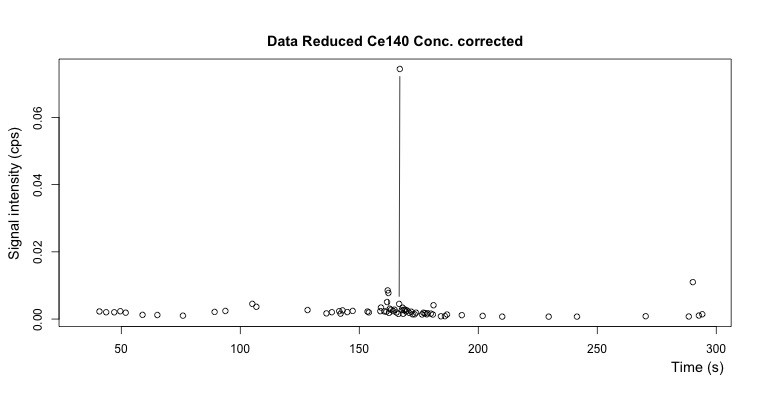 Data Reduced Ce140 Conc. corrected
Signal intensity (cps)
0.06
0.04
0.02
0.00
50 100 150 200 250 300
Time (s)